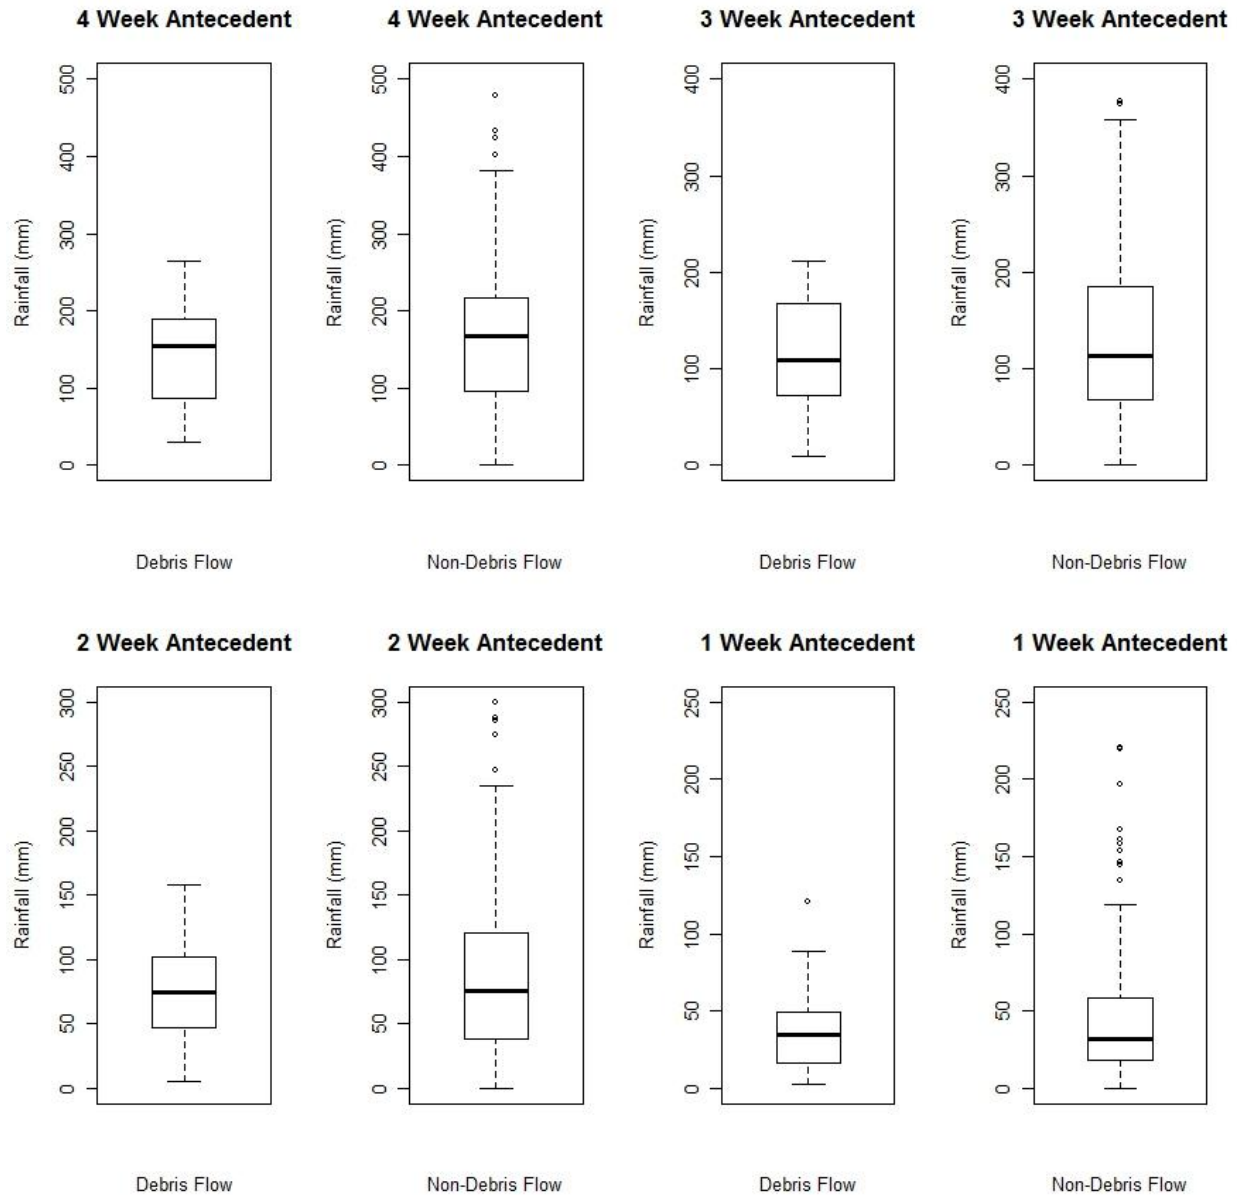 4 Week Antecedent
500
400
300
200
100
0
Rainfall (mm)
Debris Flow
4 Week Antecedent
500
400
300
200
100
0
Rainfall (mm)
Non-Debris Flow
3 Week Antecedent
400
300
200
100
0
Rainfall (mm)
Debris Flow
3 Week Antecedent
400
300
200
100
0
Rainfall (mm)
Non-Debris Flow
2 Week Antecedent
300
250
200
150
100
50
0
Rainfall (mm)
Debris Flow
2 Week Antecedent
300
250
200
150
100
50
0
Rainfall (mm)
Non-Debris Flow
1 Week Antecedent
250
200
150
100
50
0
Rainfall (mm)
Debris Flow
1 Week Antecedent
250
200
150
100
50
0
Rainfall (mm)
Non-Debris Flow